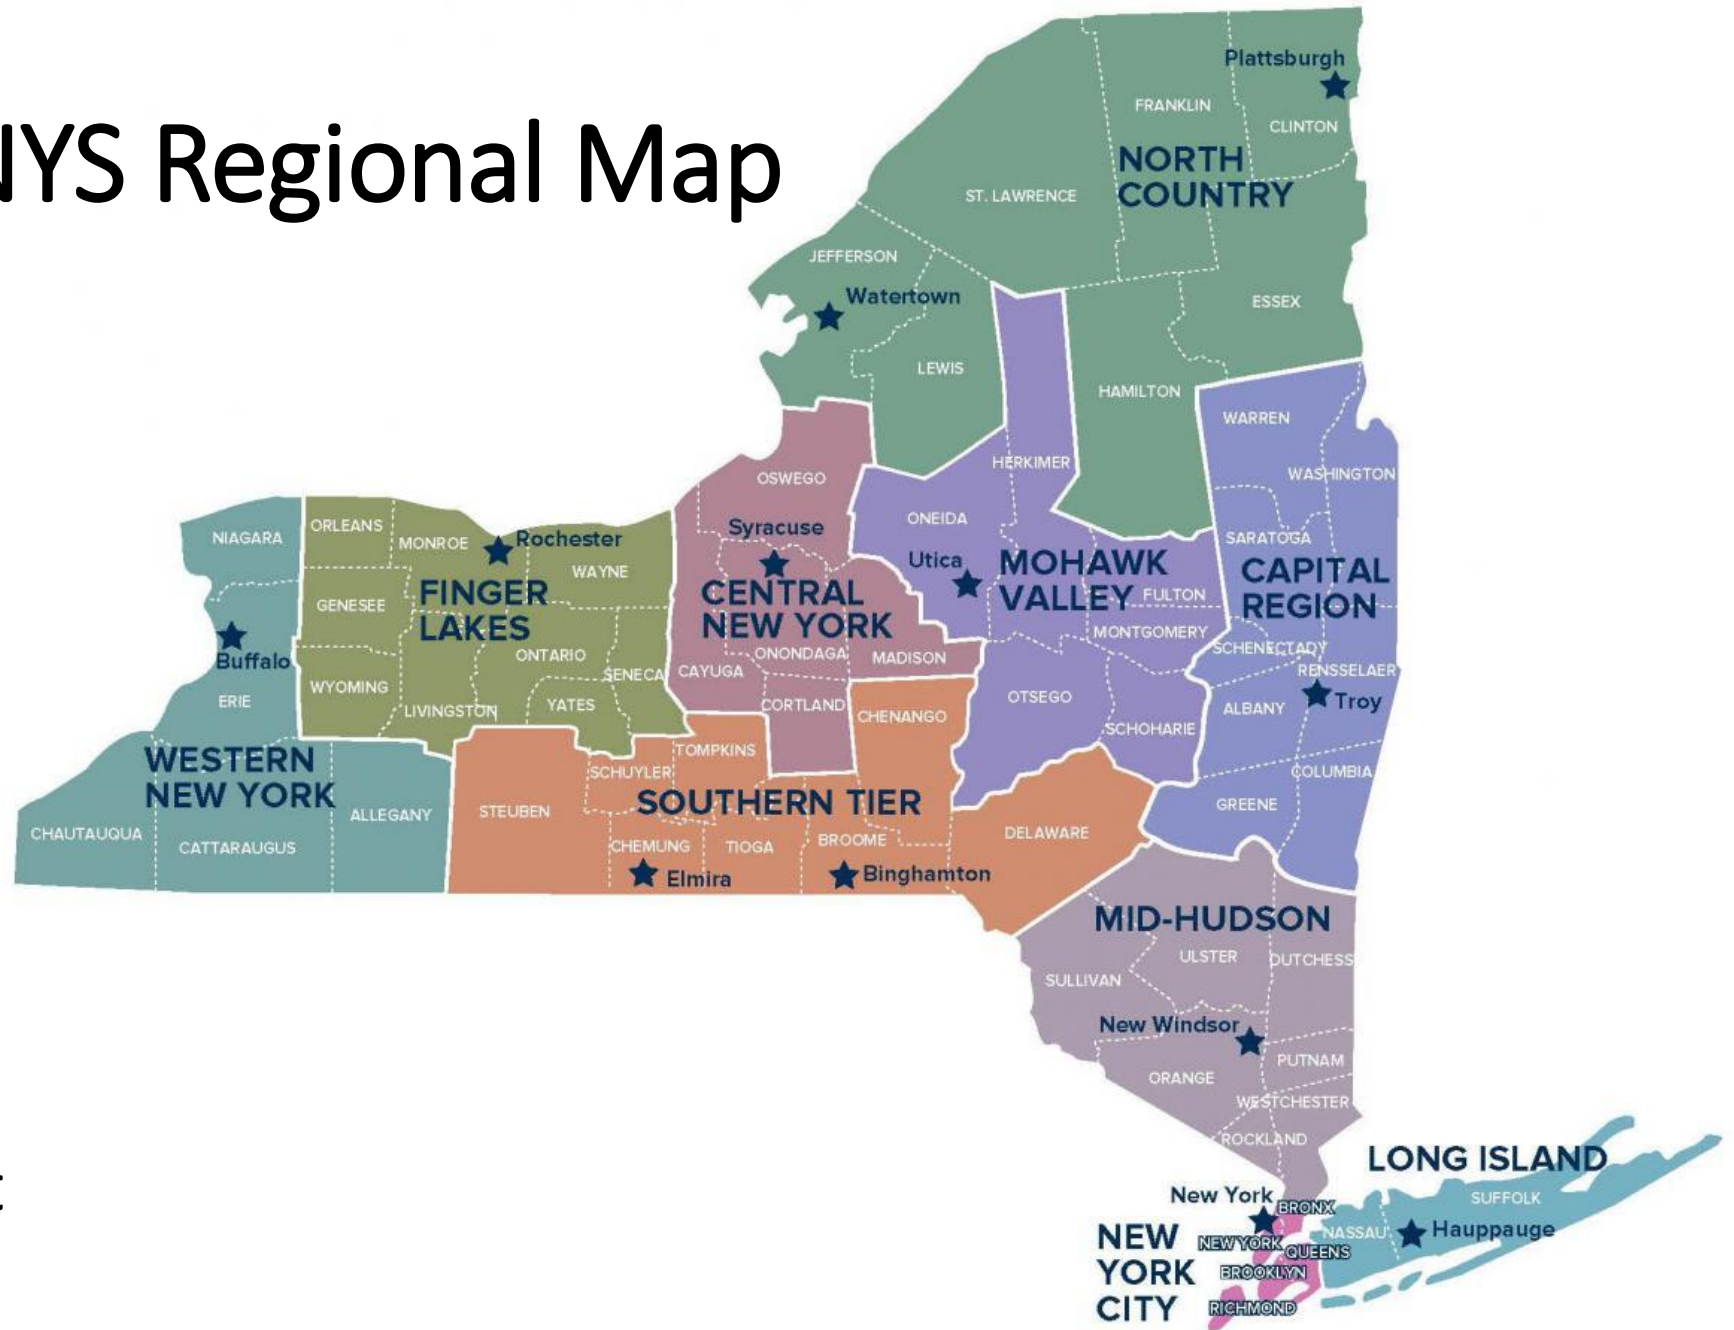 NYS Regional Map
Plattsburgh
FRANKLIN
CLINTON
NORTH
COUNTRY
ST. LAWRENCE
JEFFERSON
Watertown
ESSEX
LEWIS
HAMILTON
WARREN
HERKIMER
WASHINGTON
OSWEGO
ONEIDA
ORLEANS
NIAGARA
MONROE
Rochester
Syracuse
SARATOGA
Utica
MOHAWK
VALLEY
CAPITAL
REGION
WAYNE
GENESEE
FINGER
LAKES
CENTRAL
NEW YORK
FULTON
MONTGOMERY
SCHENECTADY
Buffalo
ONTARIO
SENECA
ONONDAGA
CAYUGA
MADISON
RENSSELAER
WYOMING
ERIE
LIVINGSTON
YATES
CORTLAND
CHENANGO
OTSEGO
SCHOHARIE
ALBANY
Troy
WESTERN
NEW YORK
TOMPKINS
SCHUYLER
COLUMBIA
STEUBEN
SOUTHERN TIER
GREENE
ALLEGANY
CHAUTAUQUA
CATTARAUGUS
CHEMUNG
TIOGA
BROOME
DELAWARE
Elmira
Binghamton
MID-HUDSON
ULSTER
DUTCHESS
SULLIVAN
New Windsor
PUTNAM
ORANGE
WESTCHESTER
ROCKLAND
LONG ISLAND
New York
BRONX
SUFFOLK
NASSAU
Hauppauge
NEW
YORK
CITY
NEW YORK
QUEENS
BROOKLYN
RICHMOND